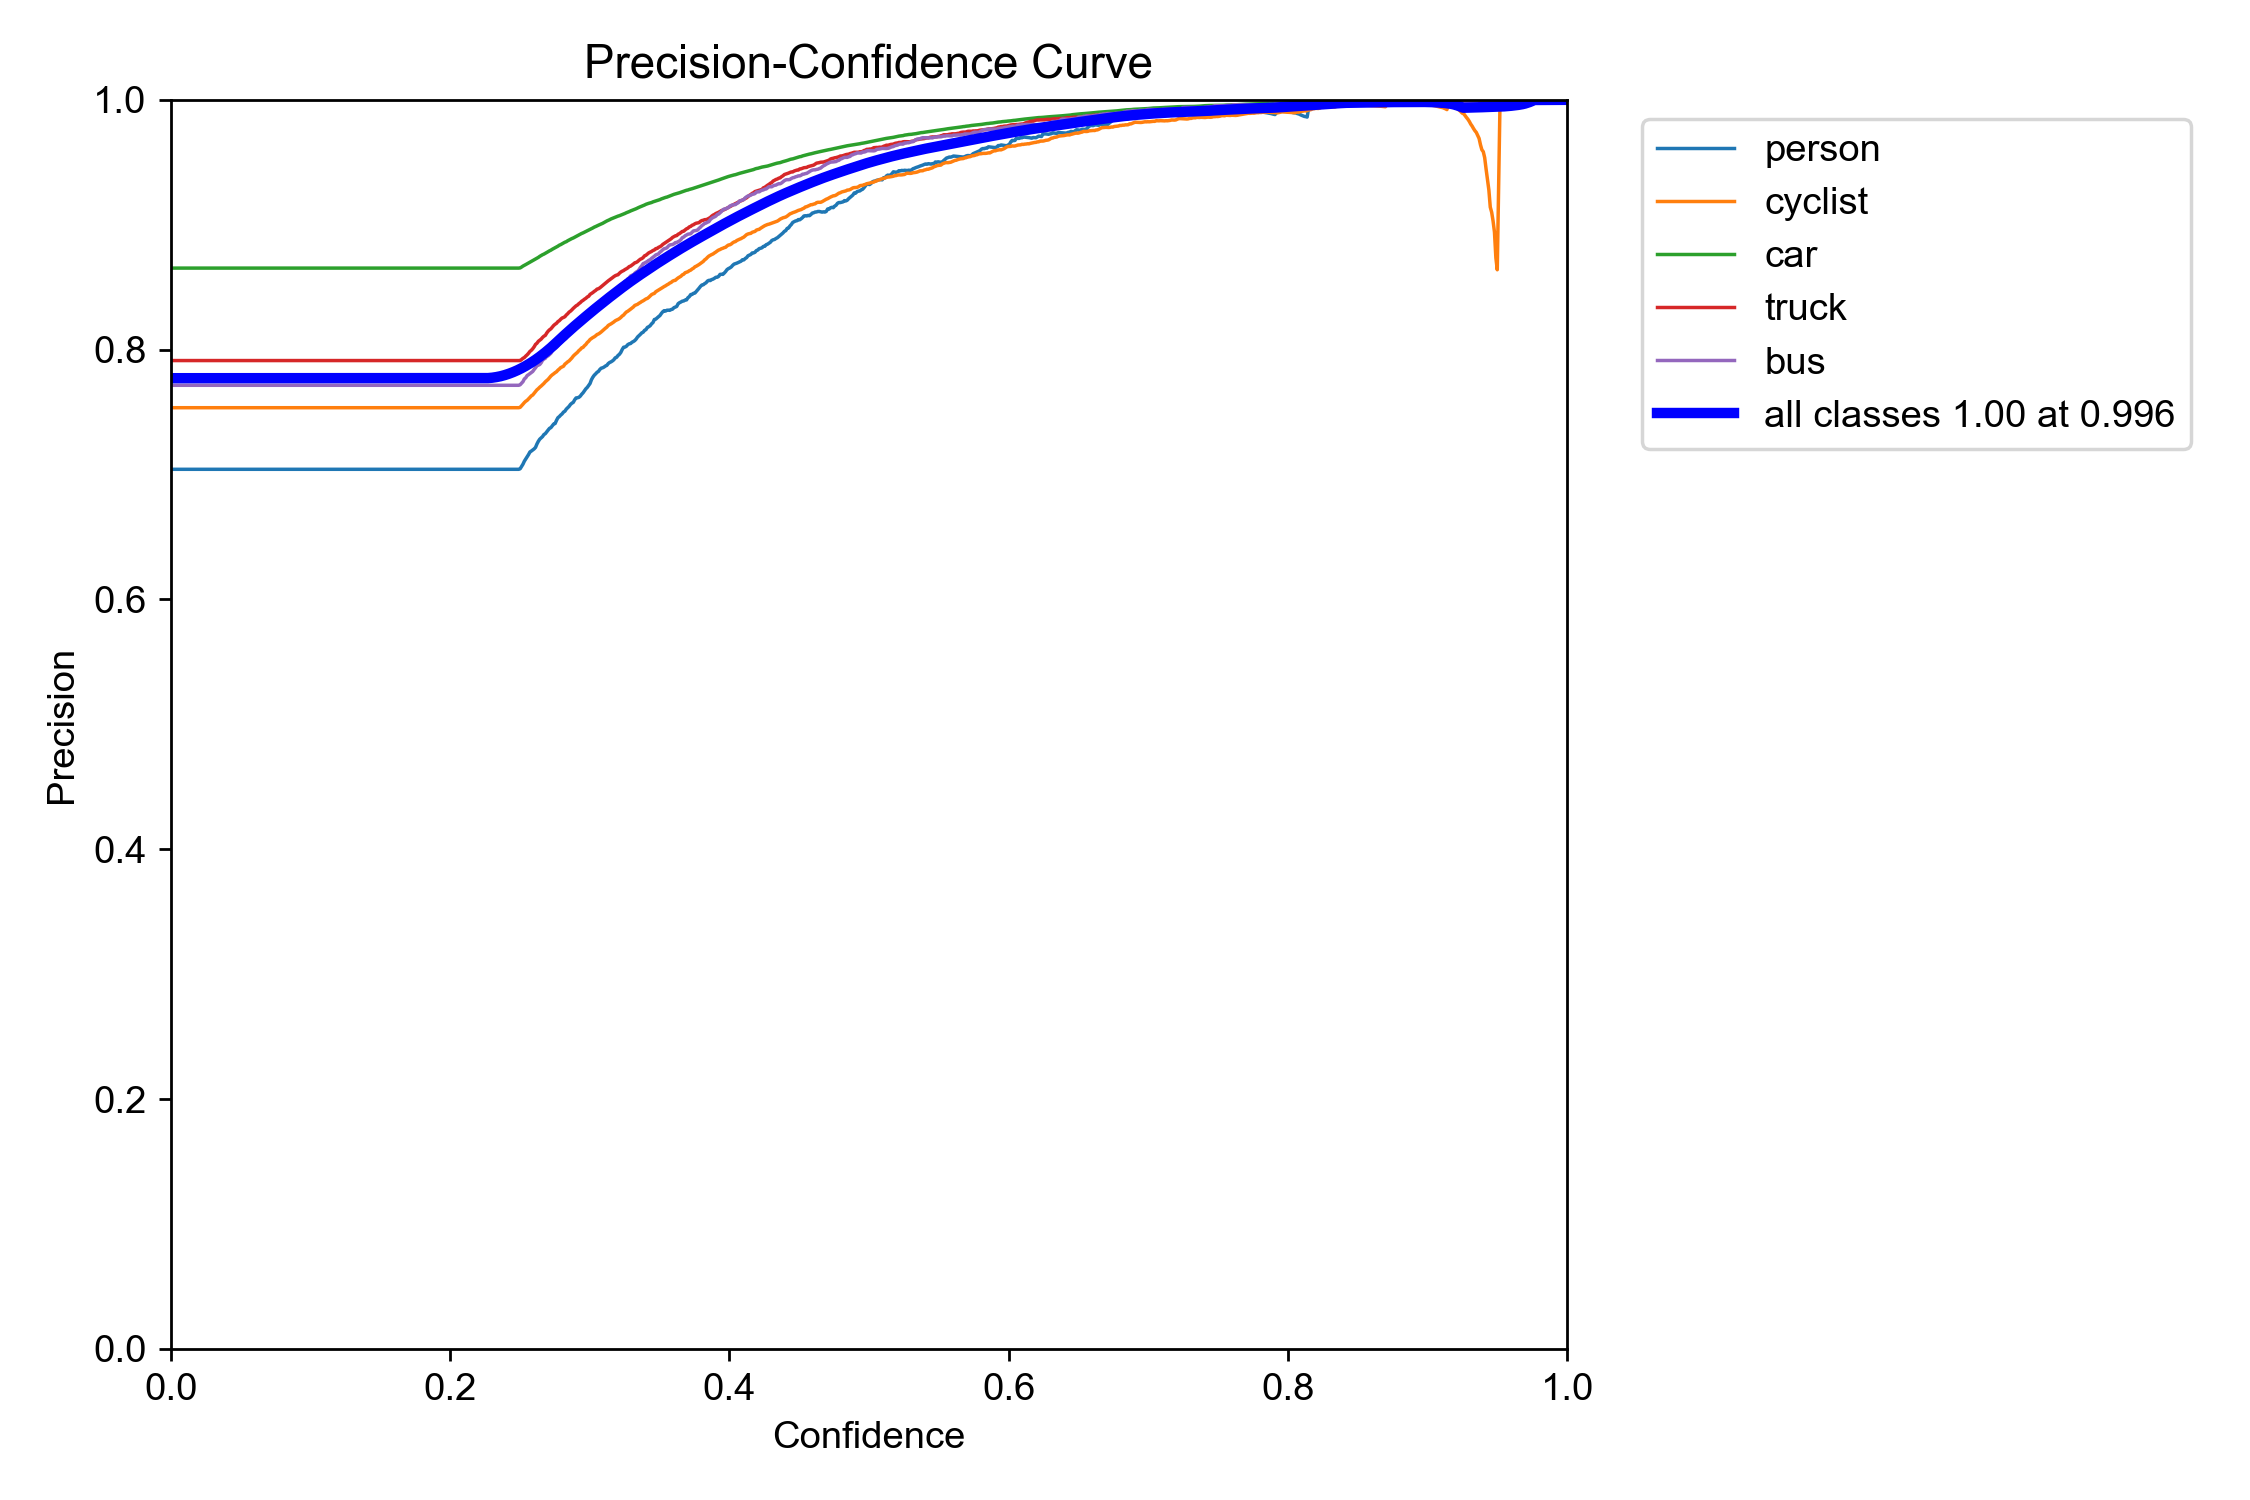 Precision-Confidence Curve
1.0
0.8
0.6
0.4
0.2
0.0
Precision
0.0 0.2 0.4 0.6 0.8 1.0
Confidence
person
cyclist
car
truck
bus
all classes 1.00 at 0.996